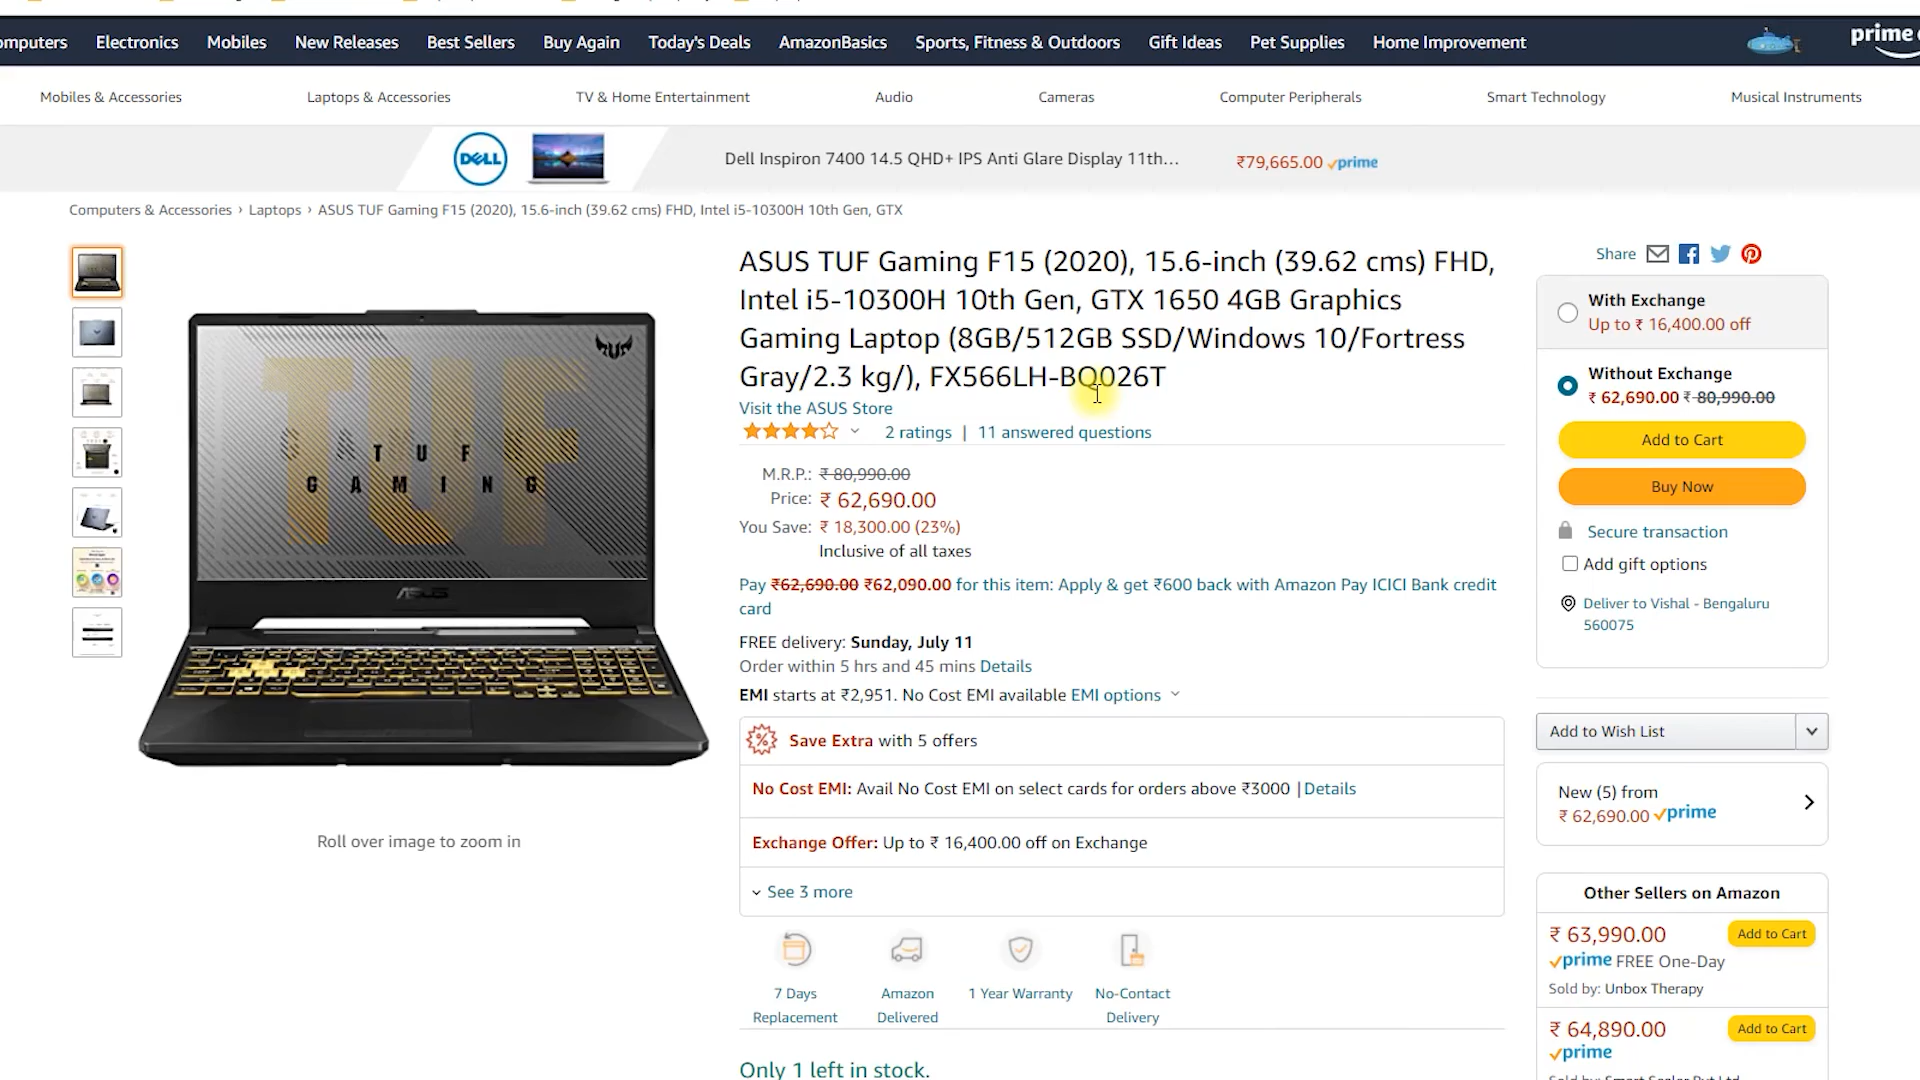 omputers Electronics Mobiles New Releases Best Sellers Buy Again Today's Deals AmazonBasics Sports, Fitness & Outdoors Gift Ideas Pet Supplies Home Improvement prime
Mobiles & Accessories Laptops & Accessories TV & Home Entertainment Audio Cameras Computer Peripherals Smart Technology Musical Instruments
DELL Dell Inspiron 7400 14.5 QHD+ IPS Anti Glare Display 11th... ₹79,665.00 prime
Computers & Accessories › Laptops › ASUS TUF Gaming F15 (2020), 15.6-inch (39.62 cms) FHD, Intel i5-10300H 10th Gen, GTX
TUF
TUF
GAMING
ASUS
Roll over image to zoom in
ASUS TUF Gaming F15 (2020), 15.6-inch (39.62 cms) FHD,
Intel i5-10300H 10th Gen, GTX 1650 4GB Graphics
Gaming Laptop (8GB/512GB SSD/Windows 10/Fortress
Gray/2.3 kg/), FX566LH-BQ026T
Visit the ASUS Store
2 ratings | 11 answered questions
M.R.P.: ₹ 80,990.00
Price: ₹ 62,690.00
You Save: ₹ 18,300.00 (23%)
Inclusive of all taxes
Pay ₹62,690.00 ₹62,090.00 for this item: Apply & get ₹600 back with Amazon Pay ICICI Bank credit
card
FREE delivery: Sunday, July 11
Order within 5 hrs and 45 mins Details
EMI starts at ₹2,951. No Cost EMI available EMI options
Save Extra with 5 offers
No Cost EMI: Avail No Cost EMI on select cards for orders above ₹3000 | Details
Exchange Offer: Up to ₹ 16,400.00 off on Exchange
See 3 more
7 Days Amazon 1 Year Warranty No-Contact
Replacement Delivered Delivery
Only 1 left in stock.
Share
With Exchange
Up to ₹ 16,400.00 off
Without Exchange
₹ 62,690.00 ₹ 80,990.00
Add to Cart
Buy Now
Secure transaction
Add gift options
Deliver to Vishal - Bengaluru
560075
Add to Wish List
New (5) from
₹ 62,690.00 prime
Other Sellers on Amazon
₹ 63,990.00 Add to Cart
prime FREE One-Day
Sold by: Unbox Therapy
₹ 64,890.00 Add to Cart
prime